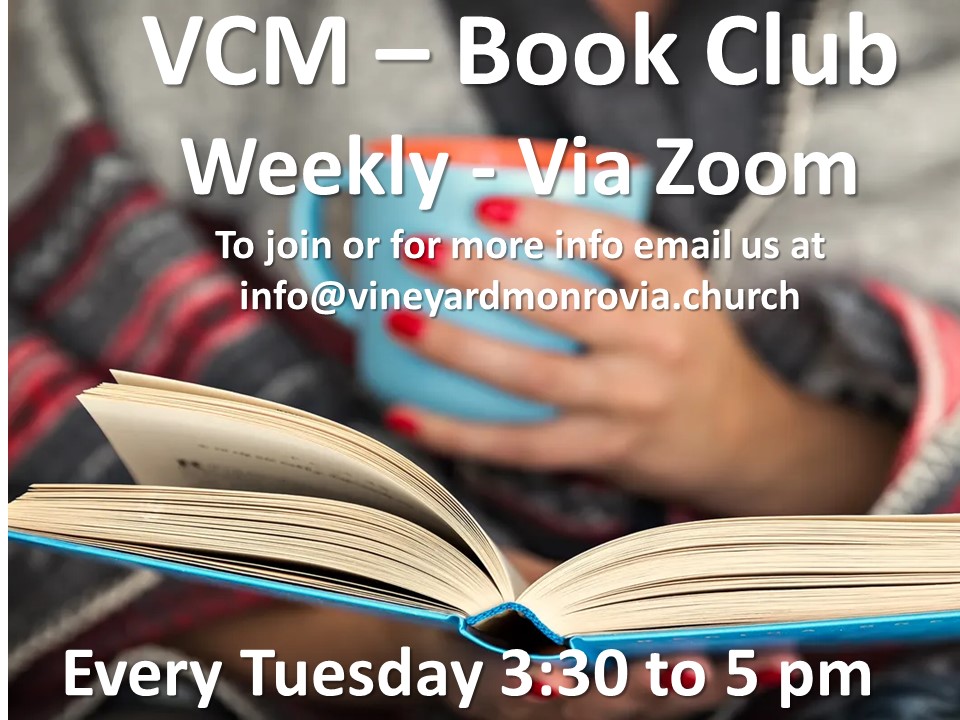 VCM – Book Club
Weekly - Via Zoom
To join or for more info email us at
info@vineyardmonrovia.church
Every Tuesday 3:30 to 5 pm